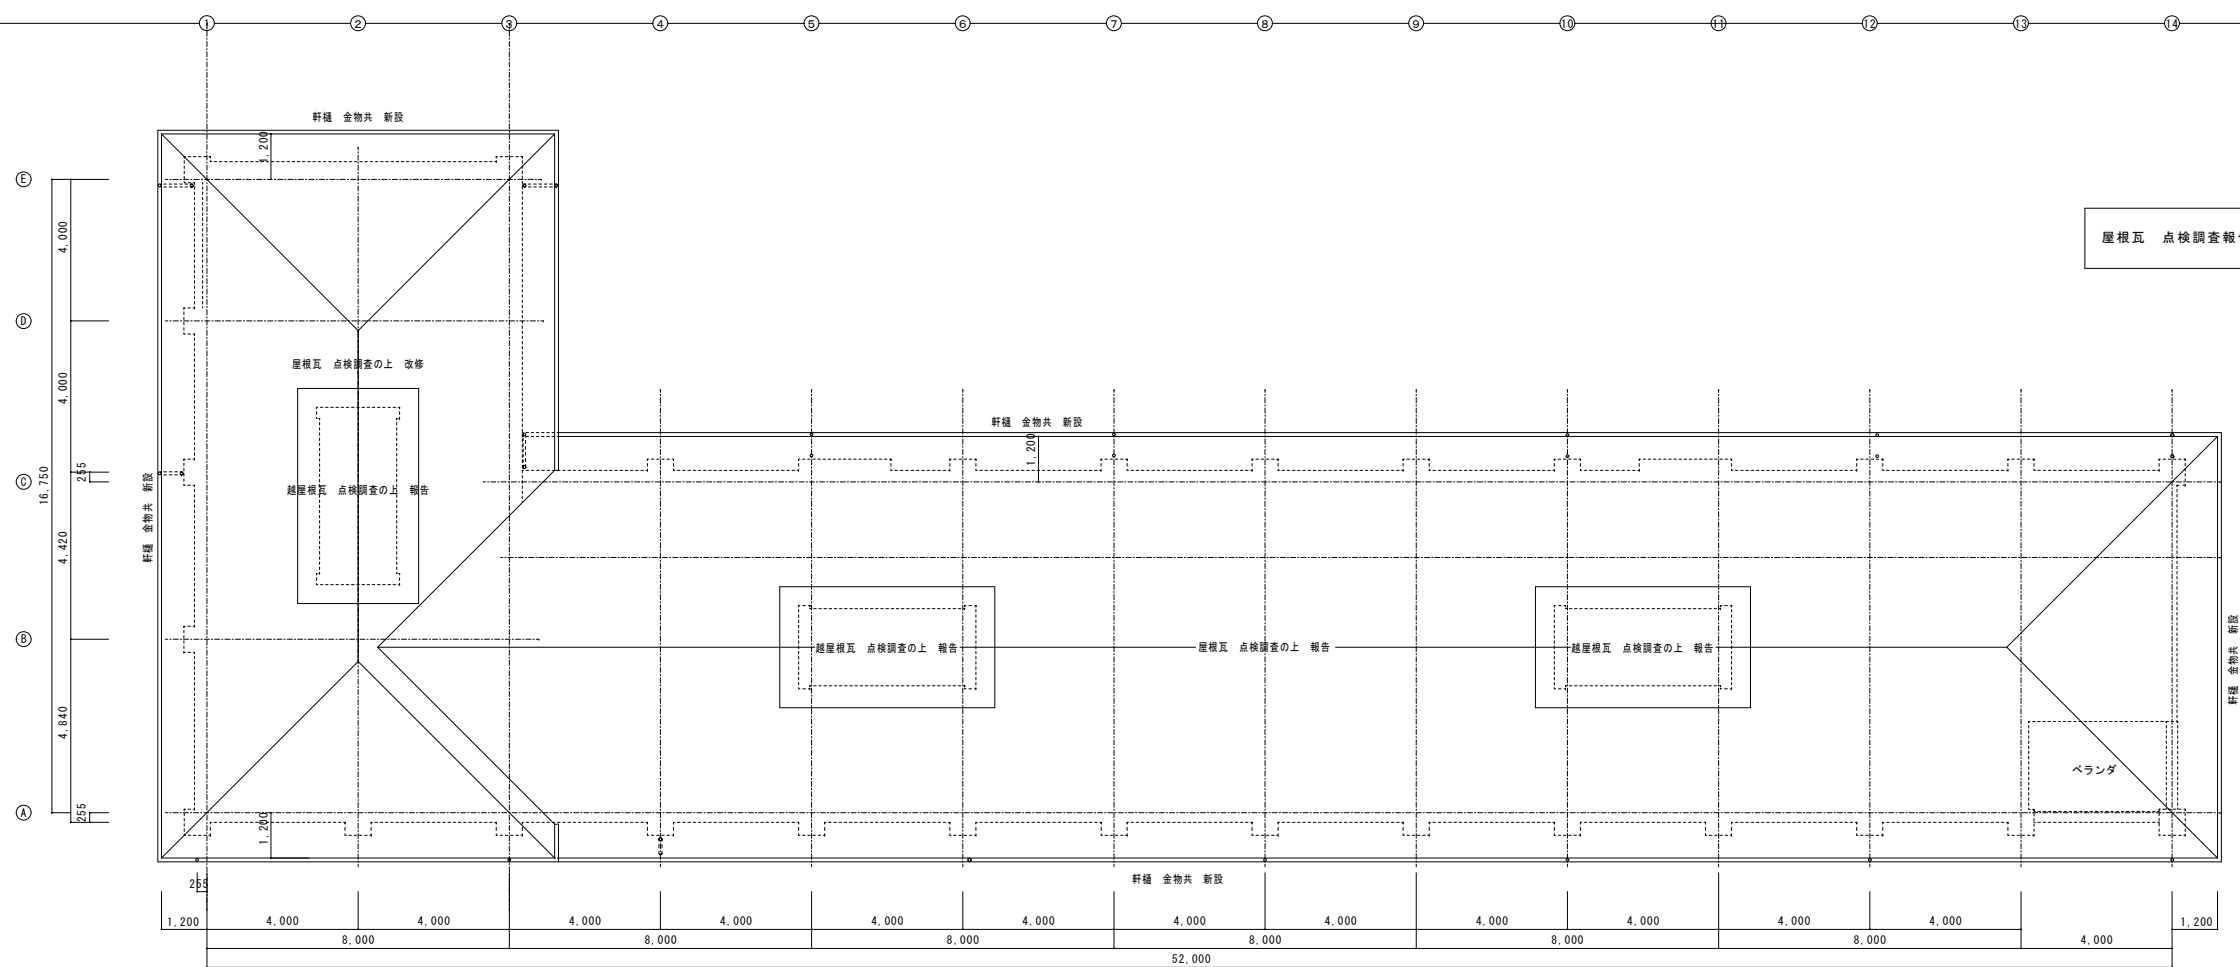 ① ② ③ ④ ⑤ ⑥ ⑦ ⑧ ⑨ ⑩ ⑪ ⑫ ⑬ ⑭
軒樋 金物共 新設
1,200
Ⓔ
屋根瓦 点検調査報
4,000
Ⓓ
屋根瓦 点検調査の上 改修
4,000
軒樋 金物共 新設
1,200
255
Ⓒ
16,750
越屋根瓦 点検調査の上 報告
軒樋 金物共 新設
4,420
Ⓑ
越屋根瓦 点検調査の上 報告
屋根瓦 点検調査の上 報告
越屋根瓦 点検調査の上 報告
軒樋 金物共 新設
4,840
ベランダ
Ⓐ
255
1,200
軒樋 金物共 新設
255
1,200 4,000 4,000 4,000 4,000 4,000 4,000 4,000 4,000 4,000 4,000 4,000 4,000 1,200
8,000 8,000 8,000 8,000 8,000 8,000 4,000
52,000